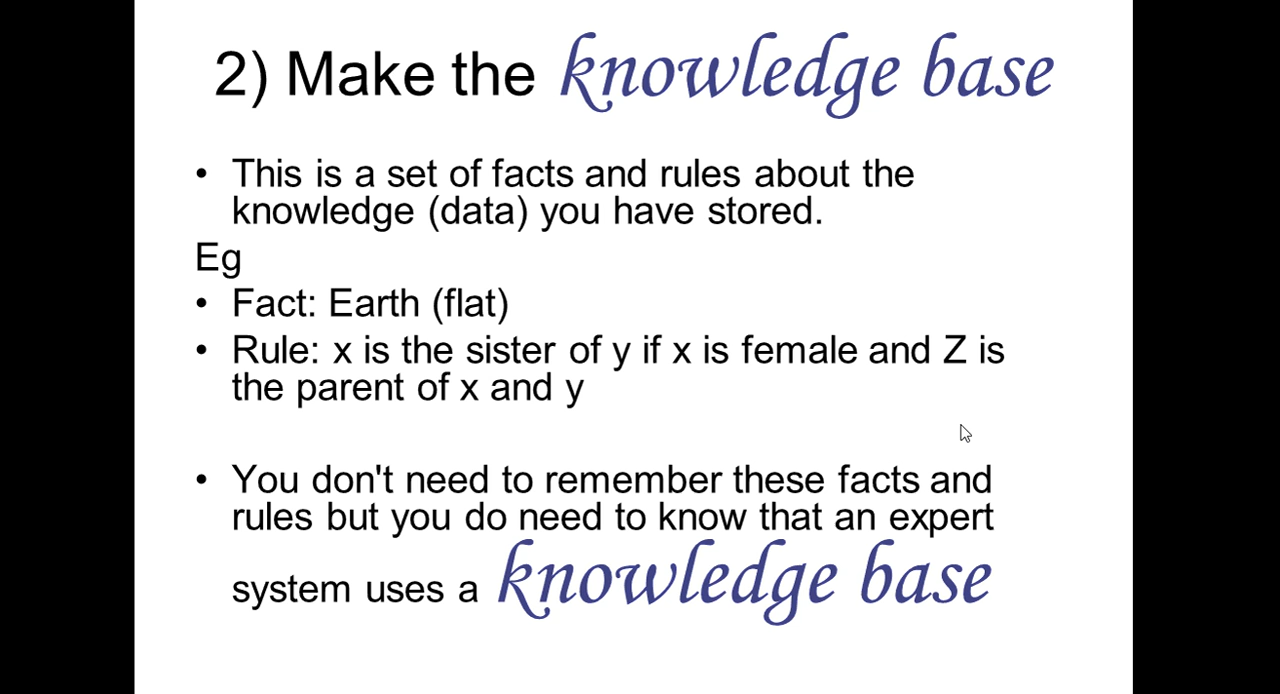 2) Make the knowledge base
• This is a set of facts and rules about the
knowledge (data) you have stored.
Eg
• Fact: Earth (flat)
• Rule: x is the sister of y if x is female and Z is
the parent of x and y
• You don't need to remember these facts and
rules but you do need to know that an expert
system uses a knowledge base